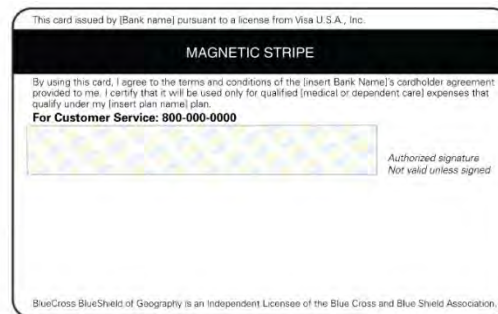 This card issued by [Bank name] pursuant to a license from Visa U.S.A., Inc.
MAGNETIC STRIPE
By using this card, I agree to the terms and conditions of the [insert Bank Name]'s cardholder agreement
provided to me. I certify that it will be used only for qualified [medical or dependent care] expenses that
qualify under my [insert plan name] plan.
For Customer Service: 800-000-0000
Authorized signature
Not valid unless signed
BlueCross BlueShield of Geography is an Independent Licensee of the Blue Cross and Blue Shield Association.